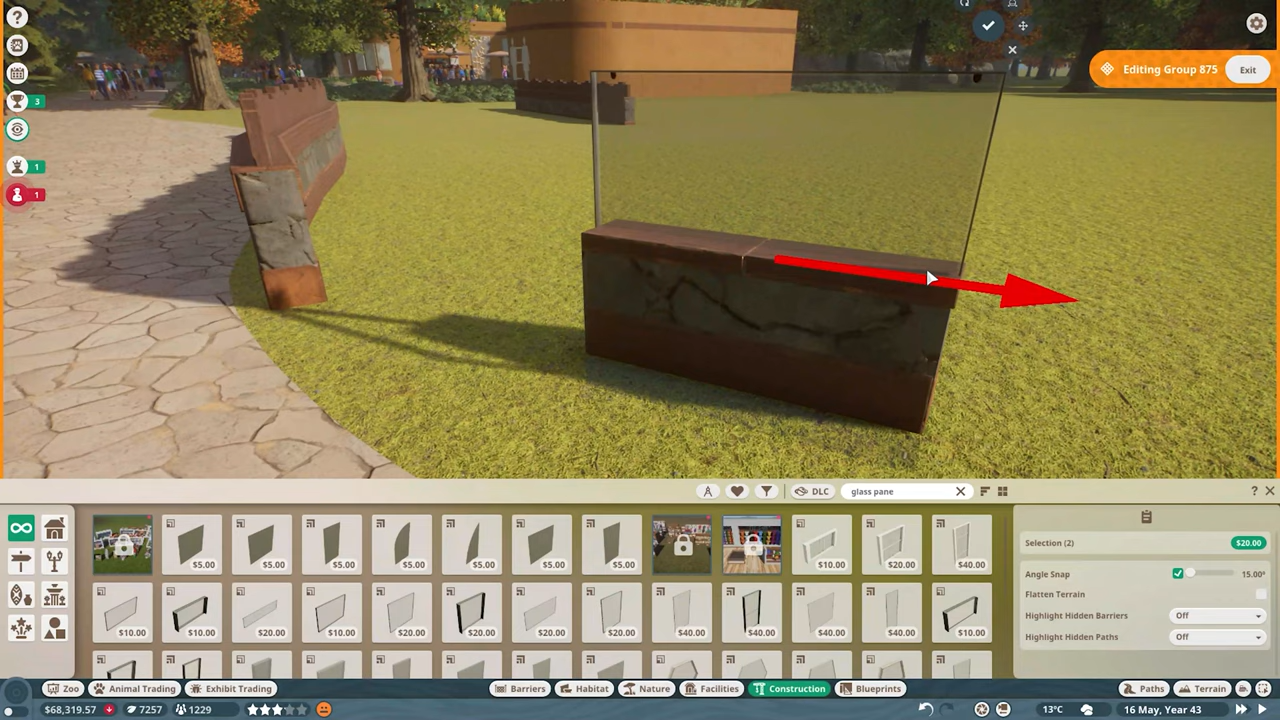 ?
3
1
1
Editing Group 875
Exit
DLC
glass pane
?
$5.00
$5.00
$5.00
$5.00
$5.00
$5.00
$5.00
$10.00
$20.00
$40.00
$10.00
$10.00
$20.00
$10.00
$20.00
$20.00
$20.00
$20.00
$40.00
$40.00
$40.00
$40.00
$10.00
Selection (2)
$20.00
Angle Snap
15.00°
Flatten Terrain
Highlight Hidden Barriers
Off
Highlight Hidden Paths
Off
Zoo
Animal Trading
Exhibit Trading
Barriers
Habitat
Nature
Facilities
Construction
Blueprints
Paths
Terrain
$68,319.57
7257
1229
13°C
16 May, Year 43